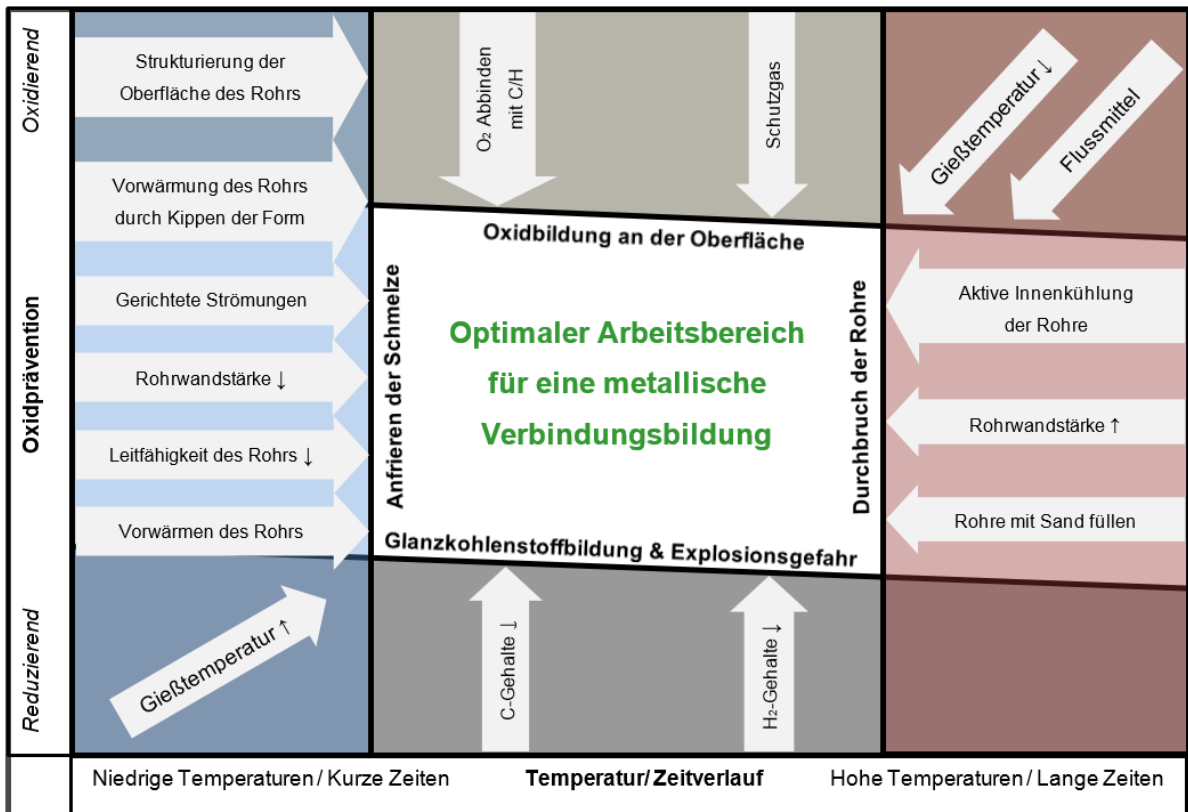 Oxidierend
Oxidprävention
Reduzierend
Strukturierung der
Oberfläche des Rohrs
Vorwärmung des Rohrs
durch Kippen der Form
Gerichtete Strömungen
Rohrwandstärke ↓
Leitfähigkeit des Rohrs ↓
Vorwärmen des Rohrs
Gießtemperatur ↑
O₂ Abbinden
mit C/H
Schutzgas
Gießtemperatur ↓
Flussmittel
Oxidbildung an der Oberfläche
Anfrieren der Schmelze
Optimaler Arbeitsbereich
für eine metallische
Verbindungsbildung
Durchbruch der Rohre
Glanzkohlenstoffbildung & Explosionsgefahr
Aktive Innenkühlung
der Rohre
Rohrwandstärke ↑
Rohre mit Sand füllen
C-Gehalte ↓
H₂-Gehalte ↓
Niedrige Temperaturen / Kurze Zeiten
Temperatur/ Zeitverlauf
Hohe Temperaturen / Lange Zeiten